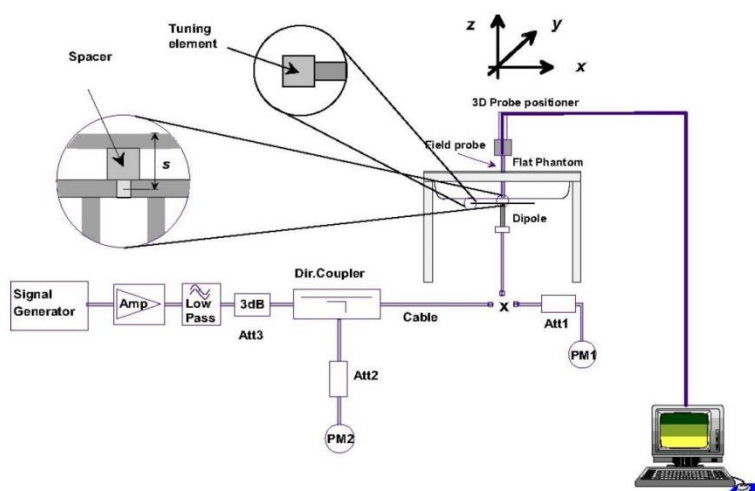 Tuning
element
Spacer
s
z
y
x
3D Probe positioner
Field probe
Flat Phantom
Dipole
Signal
Generator
Amp
Low
Pass
3dB
Att3
Dir.Coupler
Cable
x
Att1
PM1
Att2
PM2